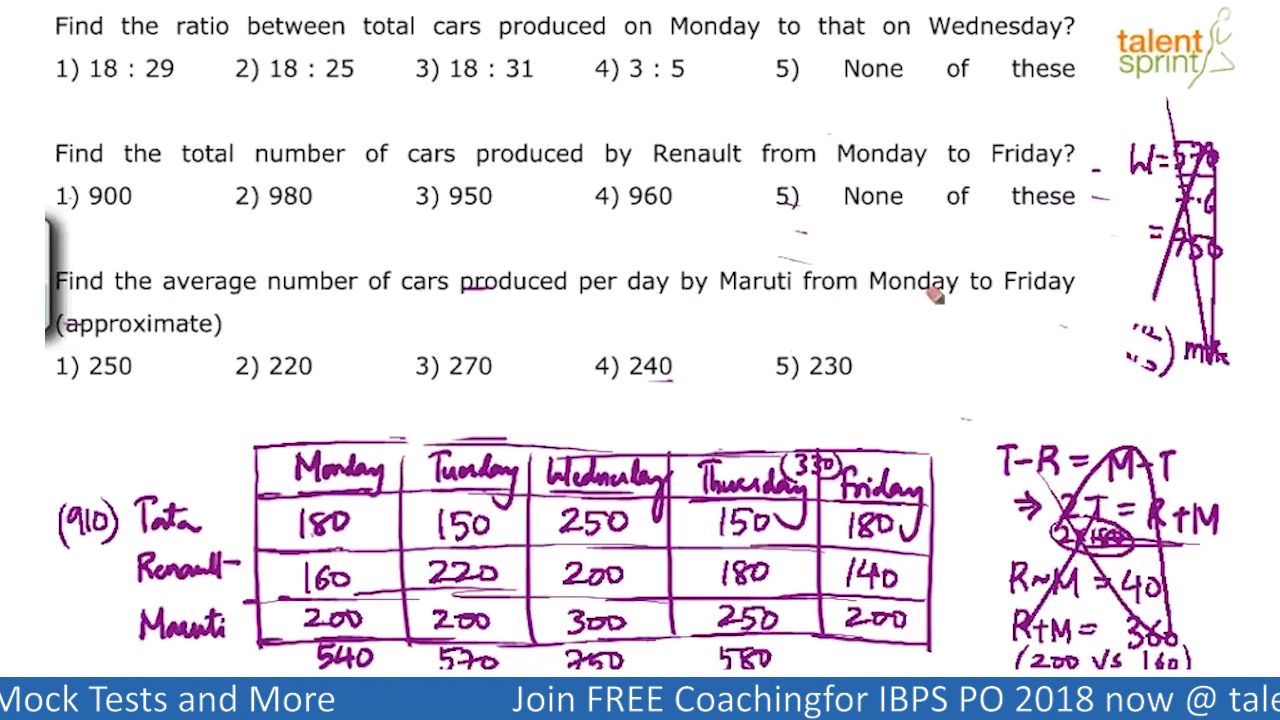 Find the ratio between total cars produced on Monday to that on Wednesday?
1) 18 : 29 2) 18 : 25 3) 18 : 31 4) 3 : 5 5) None of these
talent
sprint
Find the total number of cars produced by Renault from Monday to Friday?
1) 900 2) 980 3) 950 4) 960 5) None of these
W = 570
= 950
Find the average number of cars produced per day by Maruti from Monday to Friday
(approximate)
1) 250 2) 220 3) 270 4) 240 5) 230
Monday Tuesday Wednesday Thursday (330) Friday
(910) Tata 180 150 250 150 180
Renault 160 220 200 180 140
Maruti 200 200 300 250 200
540 570 750 580
T-R = M-T
⇒ 2T = R+M
2×180
R~M = 40
R+M = 360
(200 vs 160)
Mock Tests and More Join FREE Coachingfor IBPS PO 2018 now @ tale